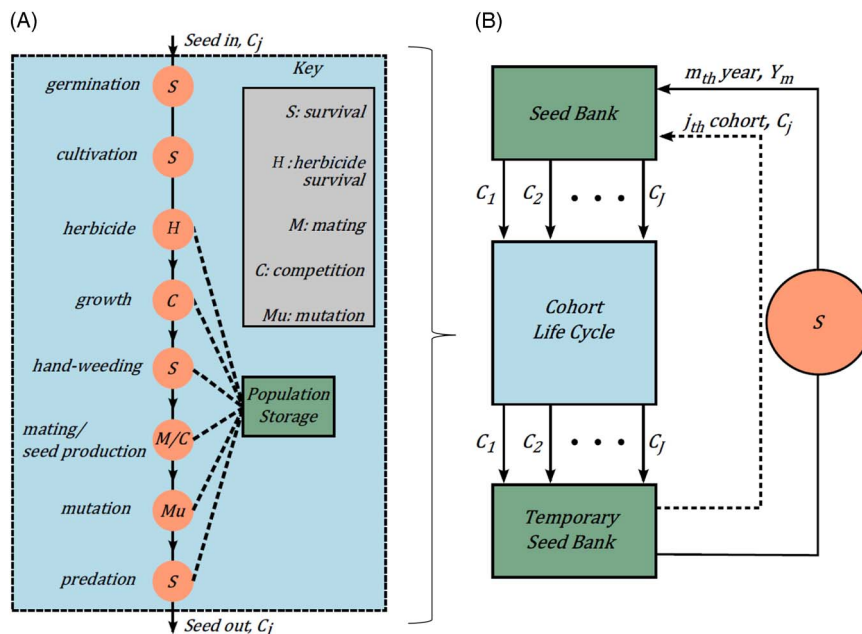 (A)
Seed in, Cj
Key
germination
S
S: survival
cultivation
S
H : herbicide
survival
herbicide
H
M: mating
growth
C
C: competition
Mu: mutation
hand-weeding
S
Population
Storage
mating/
seed production
M/C
mutation
Mu
predation
S
Seed out, Cj
(B)
mth year, Ym
Seed Bank
jth cohort, Cj
C1 C2 • • • CJ
Cohort
Life Cycle
S
C1 C2 • • • CJ
Temporary
Seed Bank